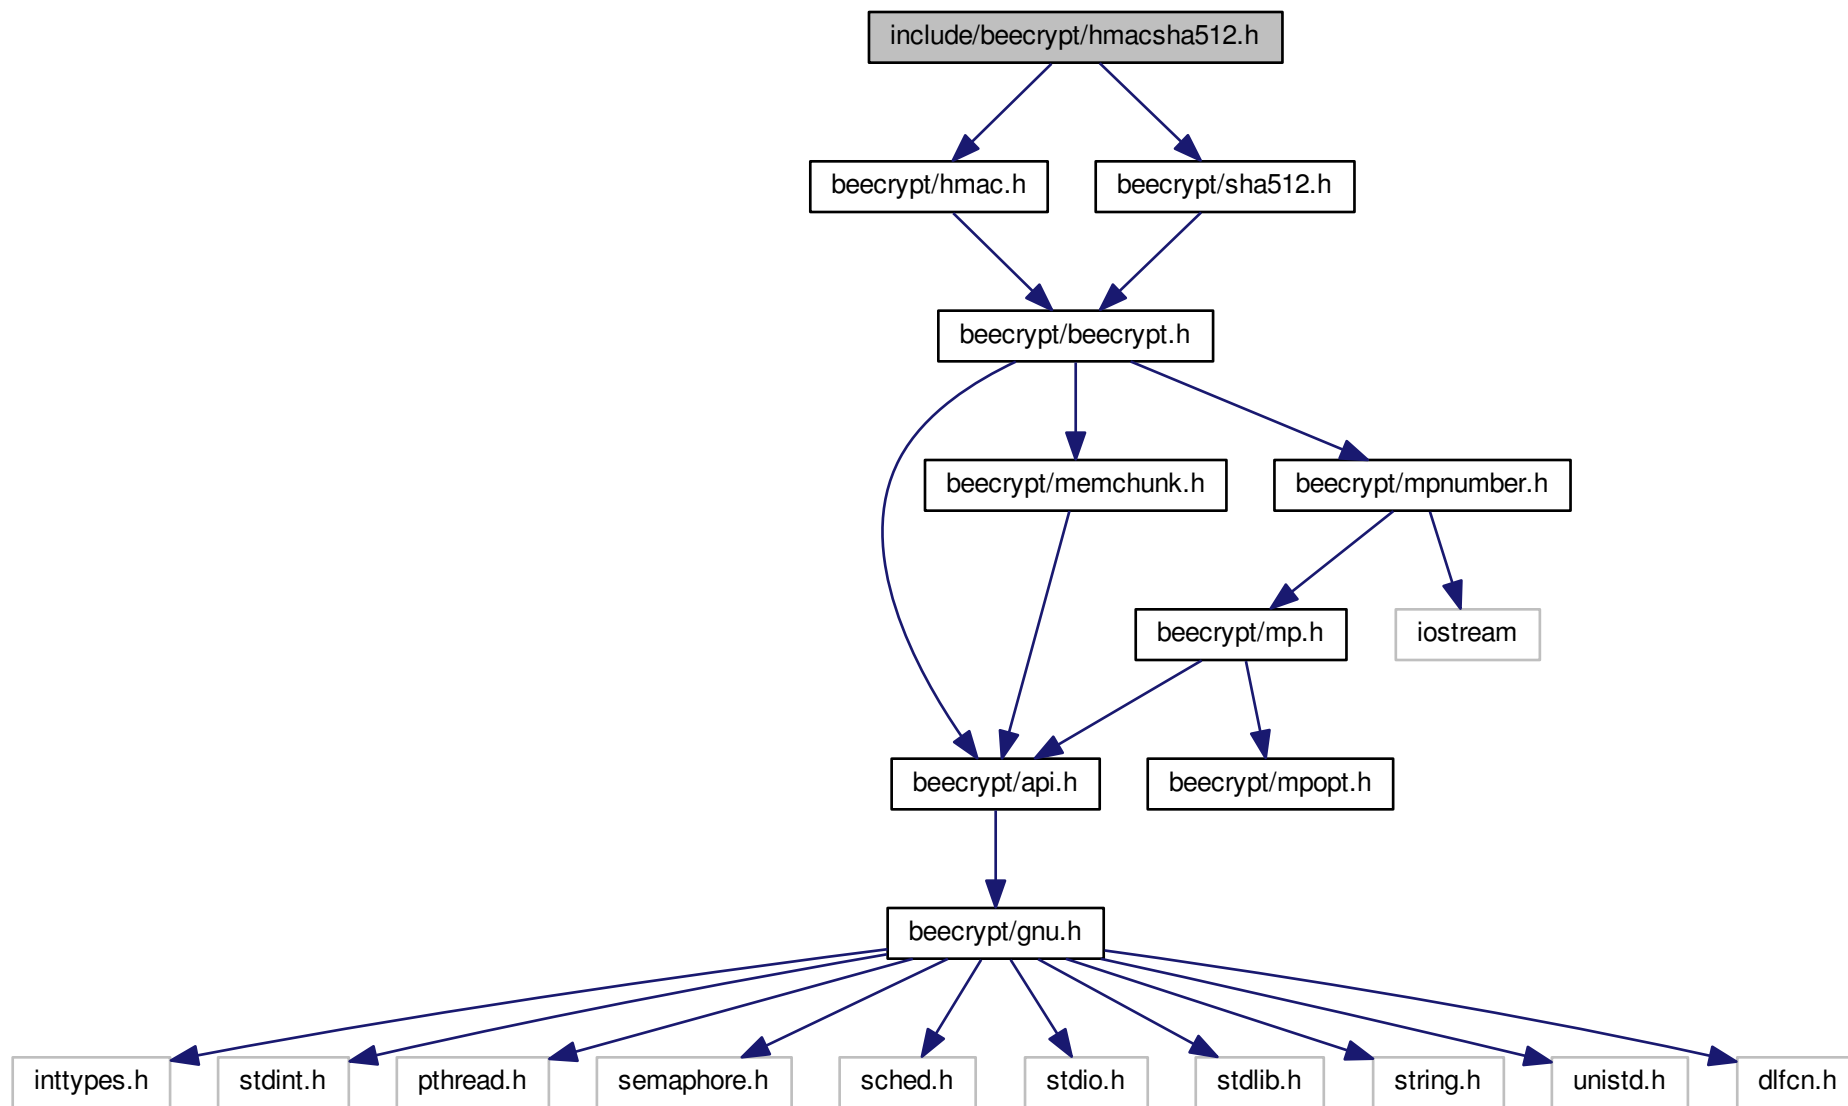 include/beecrypt/hmacsha512.h
beecrypt/hmac.h
beecrypt/sha512.h
beecrypt/beecrypt.h
beecrypt/memchunk.h
beecrypt/mpnumber.h
beecrypt/mp.h
iostream
beecrypt/api.h
beecrypt/mpopt.h
beecrypt/gnu.h
inttypes.h
stdint.h
pthread.h
semaphore.h
sched.h
stdio.h
stdlib.h
string.h
unistd.h
dlfcn.h